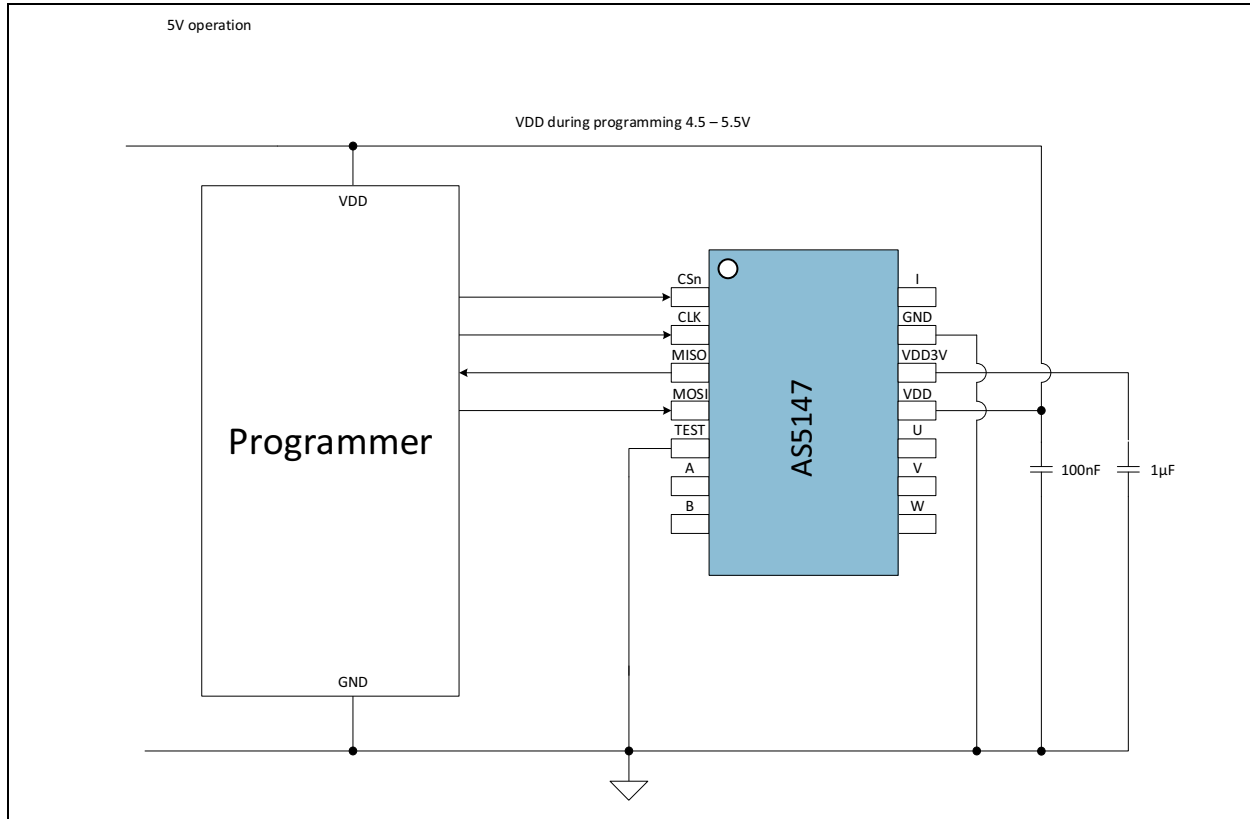 5V operation
VDD during programming 4.5 – 5.5V
VDD
Programmer
GND
CSn
CLK
MISO
MOSI
TEST
A
B
AS5147
I
GND
VDD3V
VDD
U
V
W
100nF
1µF